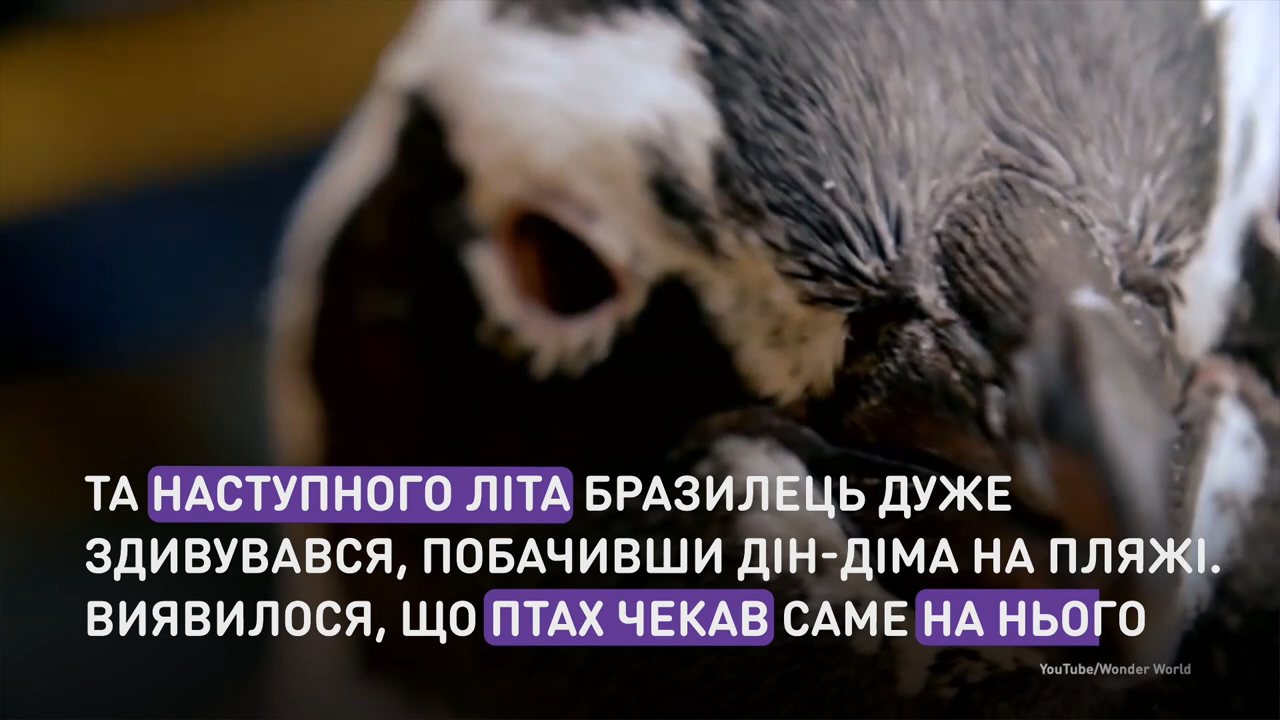 ТА НАСТУПНОГО ЛІТА БРАЗИЛЕЦЬ ДУЖЕ
ЗДИВУВАВСЯ, ПОБАЧИВШИ ДІН-ДІМА НА ПЛЯЖІ.
ВИЯВИЛОСЯ, ЩО ПТАХ ЧЕКАВ САМЕ НА НЬОГО
YouTube/Wonder World